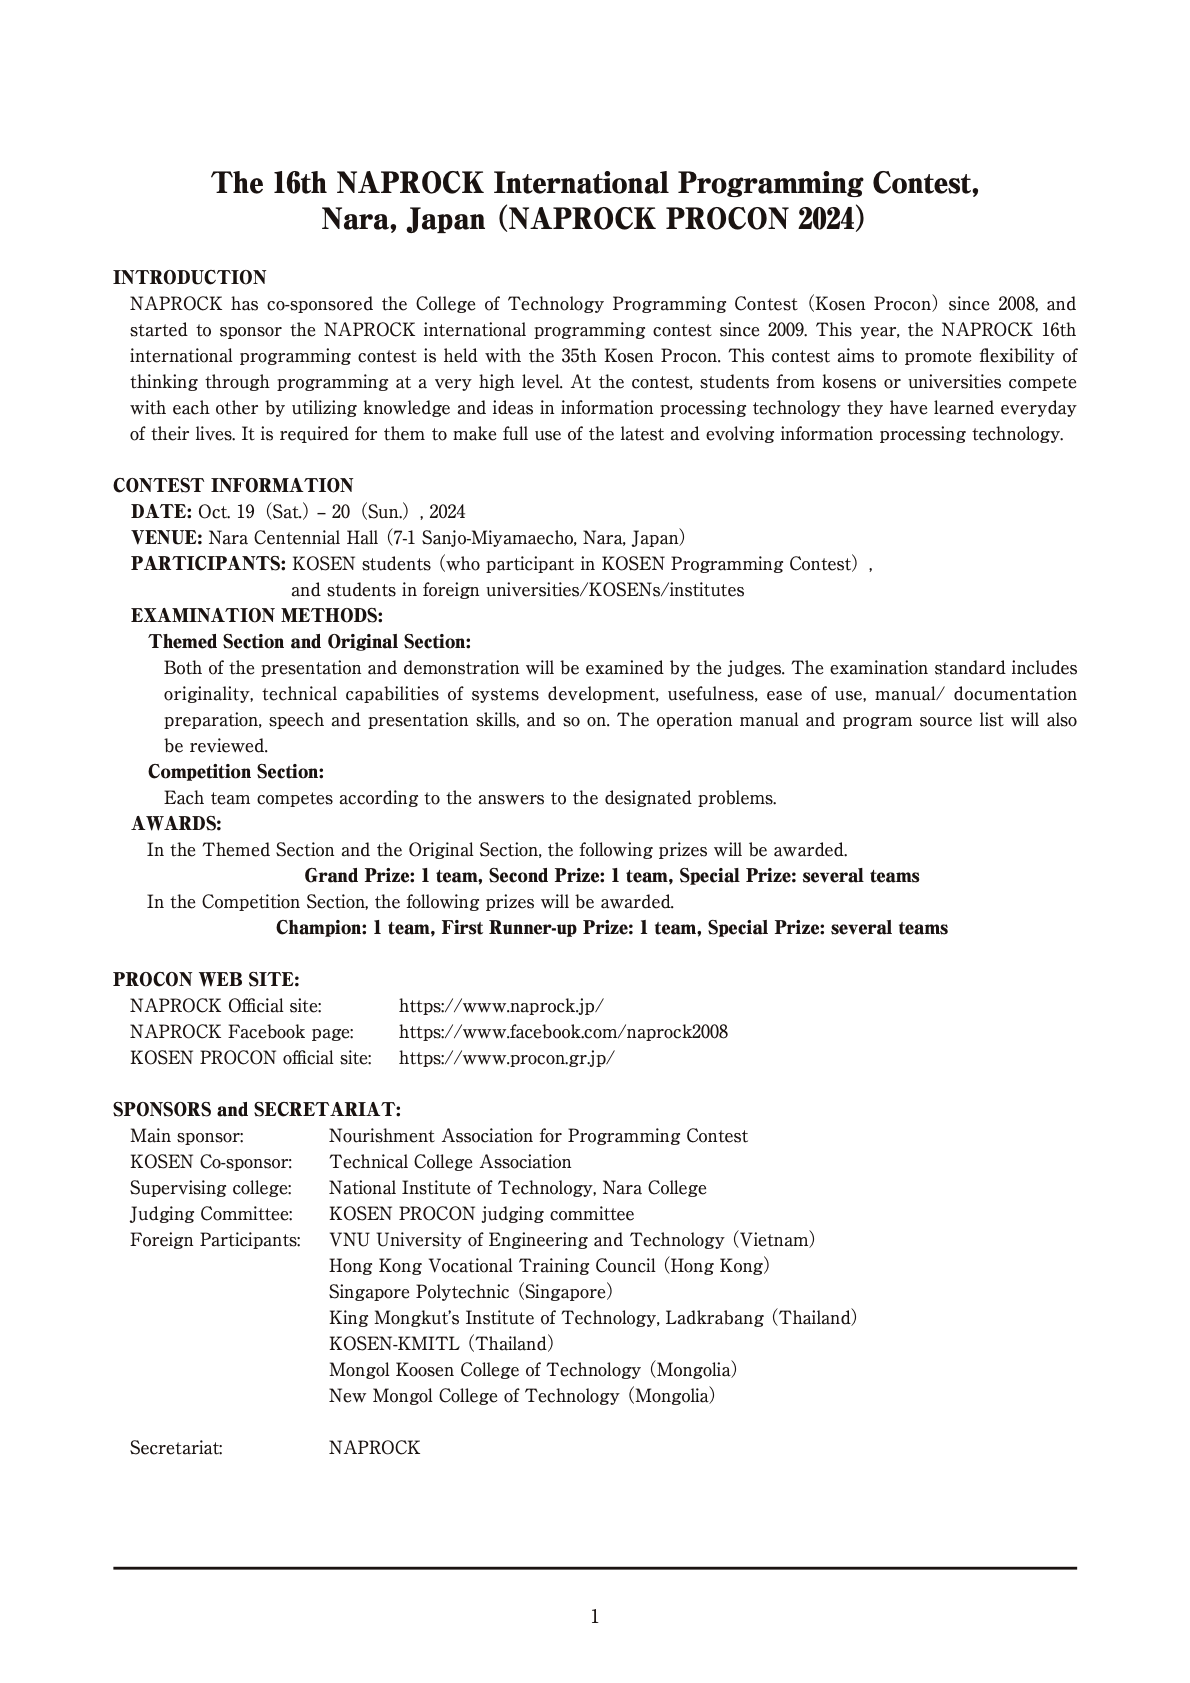 The 16th NAPROCK International Programming Contest,
Nara, Japan (NAPROCK PROCON 2024)
INTRODUCTION
NAPROCK has co-sponsored the College of Technology Programming Contest (Kosen Procon) since 2008, and
started to sponsor the NAPROCK international programming contest since 2009. This year, the NAPROCK 16th
international programming contest is held with the 35th Kosen Procon. This contest aims to promote flexibility of
thinking through programming at a very high level. At the contest, students from kosens or universities compete
with each other by utilizing knowledge and ideas in information processing technology they have learned everyday
of their lives. It is required for them to make full use of the latest and evolving information processing technology.
CONTEST INFORMATION
DATE: Oct. 19 (Sat.) – 20 (Sun.) , 2024
VENUE: Nara Centennial Hall (7-1 Sanjo-Miyamaecho, Nara, Japan)
PARTICIPANTS: KOSEN students (who participant in KOSEN Programming Contest) ,
and students in foreign universities/KOSENs/institutes
EXAMINATION METHODS:
Themed Section and Original Section:
Both of the presentation and demonstration will be examined by the judges. The examination standard includes
originality, technical capabilities of systems development, usefulness, ease of use, manual/ documentation
preparation, speech and presentation skills, and so on. The operation manual and program source list will also
be reviewed.
Competition Section:
Each team competes according to the answers to the designated problems.
AWARDS:
In the Themed Section and the Original Section, the following prizes will be awarded.
Grand Prize: 1 team, Second Prize: 1 team, Special Prize: several teams
In the Competition Section, the following prizes will be awarded.
Champion: 1 team, First Runner-up Prize: 1 team, Special Prize: several teams
PROCON WEB SITE:
NAPROCK Official site: https://www.naprock.jp/
NAPROCK Facebook page: https://www.facebook.com/naprock2008
KOSEN PROCON official site: https://www.procon.gr.jp/
SPONSORS and SECRETARIAT:
Main sponsor: Nourishment Association for Programming Contest
KOSEN Co-sponsor: Technical College Association
Supervising college: National Institute of Technology, Nara College
Judging Committee: KOSEN PROCON judging committee
Foreign Participants: VNU University of Engineering and Technology (Vietnam)
Hong Kong Vocational Training Council (Hong Kong)
Singapore Polytechnic (Singapore)
King Mongkut's Institute of Technology, Ladkrabang (Thailand)
KOSEN-KMITL (Thailand)
Mongol Koosen College of Technology (Mongolia)
New Mongol College of Technology (Mongolia)
Secretariat: NAPROCK
1